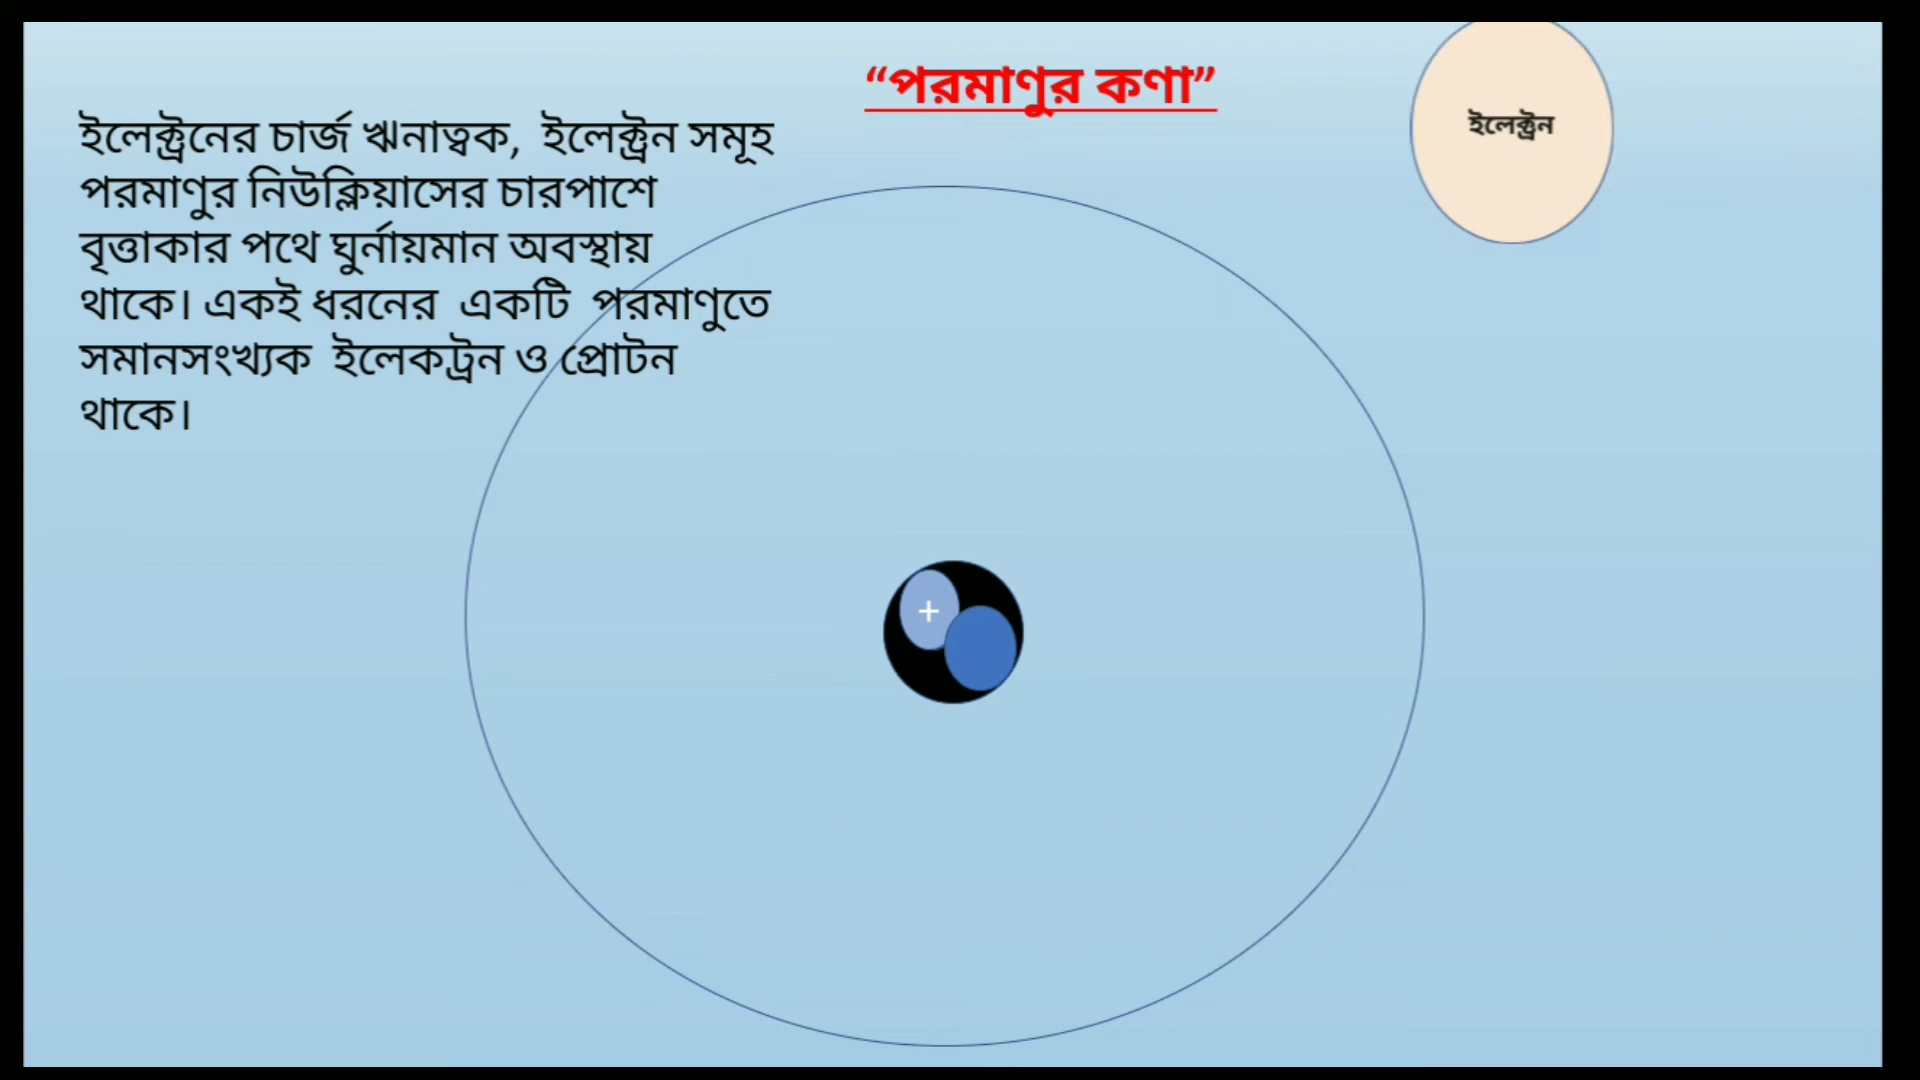 “পরমাণুর কণা”
ইলেক্ট্রন
ইলেক্ট্রনের চার্জ ঋনাত্বক, ইলেক্ট্রন সমূহ
পরমাণুর নিউক্লিয়াসের চারপাশে
বৃত্তাকার পথে ঘুর্নায়মান অবস্থায়
থাকে। একই ধরনের একটি পরমাণুতে
সমানসংখ্যক ইলেকট্রন ও প্রোটন
থাকে।
+